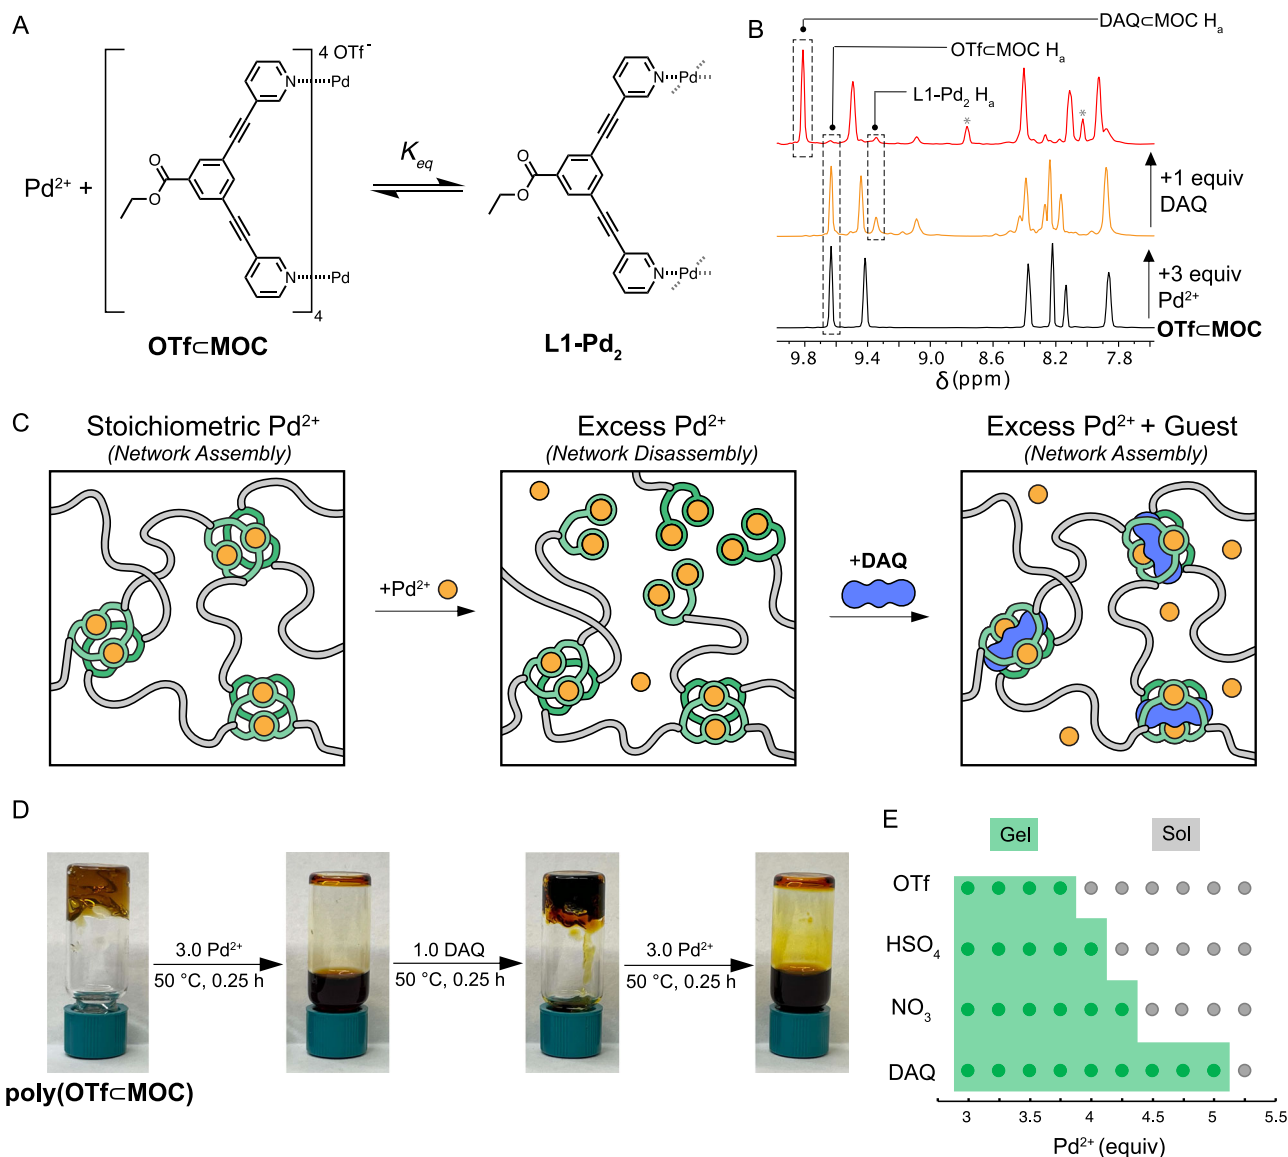 A
Pd²⁺ +
4 OTf⁻
N
Pd
O
O
N
Pd
4
OTf⊂MOC
Keq
N
Pd
O
O
N
Pd
L1-Pd₂
B
DAQ⊂MOC Hₐ
OTf⊂MOC Hₐ
L1-Pd₂ Hₐ
*
*
+1 equiv
DAQ
+3 equiv
Pd²⁺
OTf⊂MOC
9.8 9.4 9.0 8.6 8.2 7.8
δ (ppm)
C
Stoichiometric Pd²⁺
(Network Assembly)
+Pd²⁺
Excess Pd²⁺
(Network Disassembly)
+DAQ
Excess Pd²⁺ + Guest
(Network Assembly)
D
3.0 Pd²⁺
50 °C, 0.25 h
1.0 DAQ
50 °C, 0.25 h
3.0 Pd²⁺
50 °C, 0.25 h
poly(OTf⊂MOC)
E
Gel
Sol
OTf
HSO₄
NO₃
DAQ
3 3.5 4 4.5 5 5.5
Pd²⁺ (equiv)